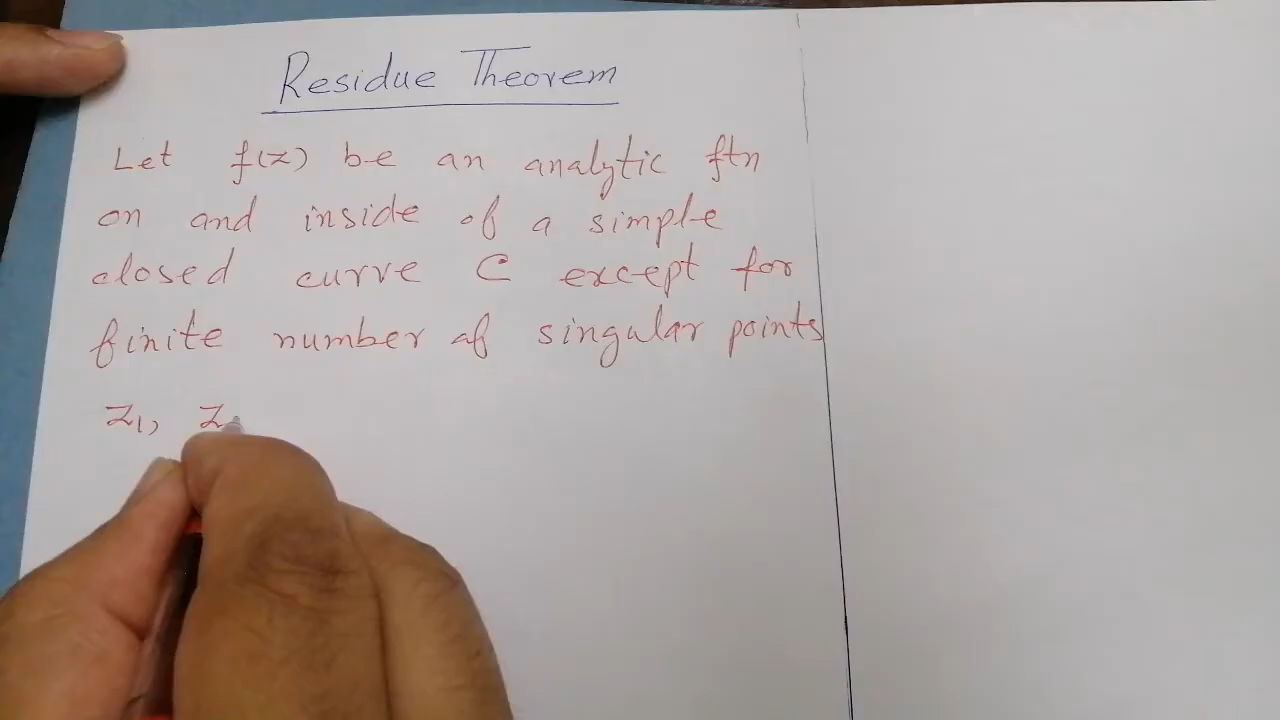 Residue Theorem
Let f(z) be an analytic ftn
on and inside of a simple
closed curve C except for
finite number of singular points
z₁, z